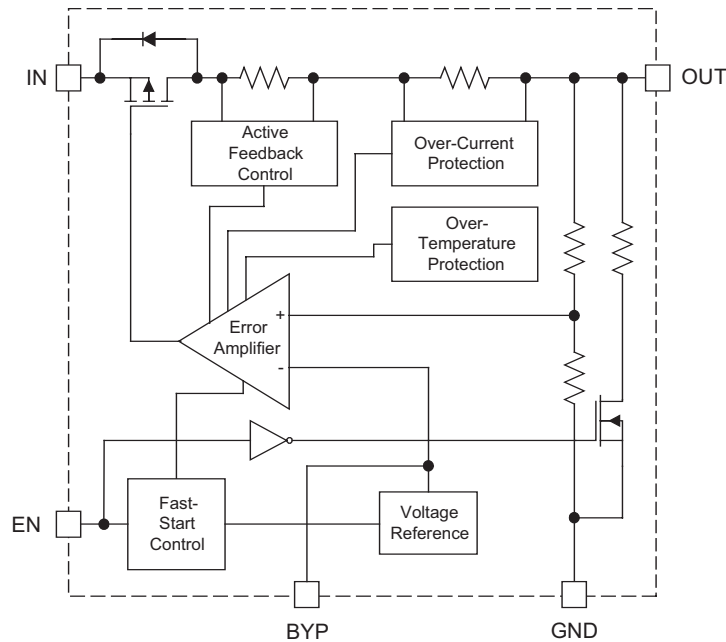 IN
OUT
Active
Feedback
Control
Over-Current
Protection
Over-
Temperature
Protection
+
Error
Amplifier
-
EN
Fast-
Start
Control
Voltage
Reference
BYP
GND